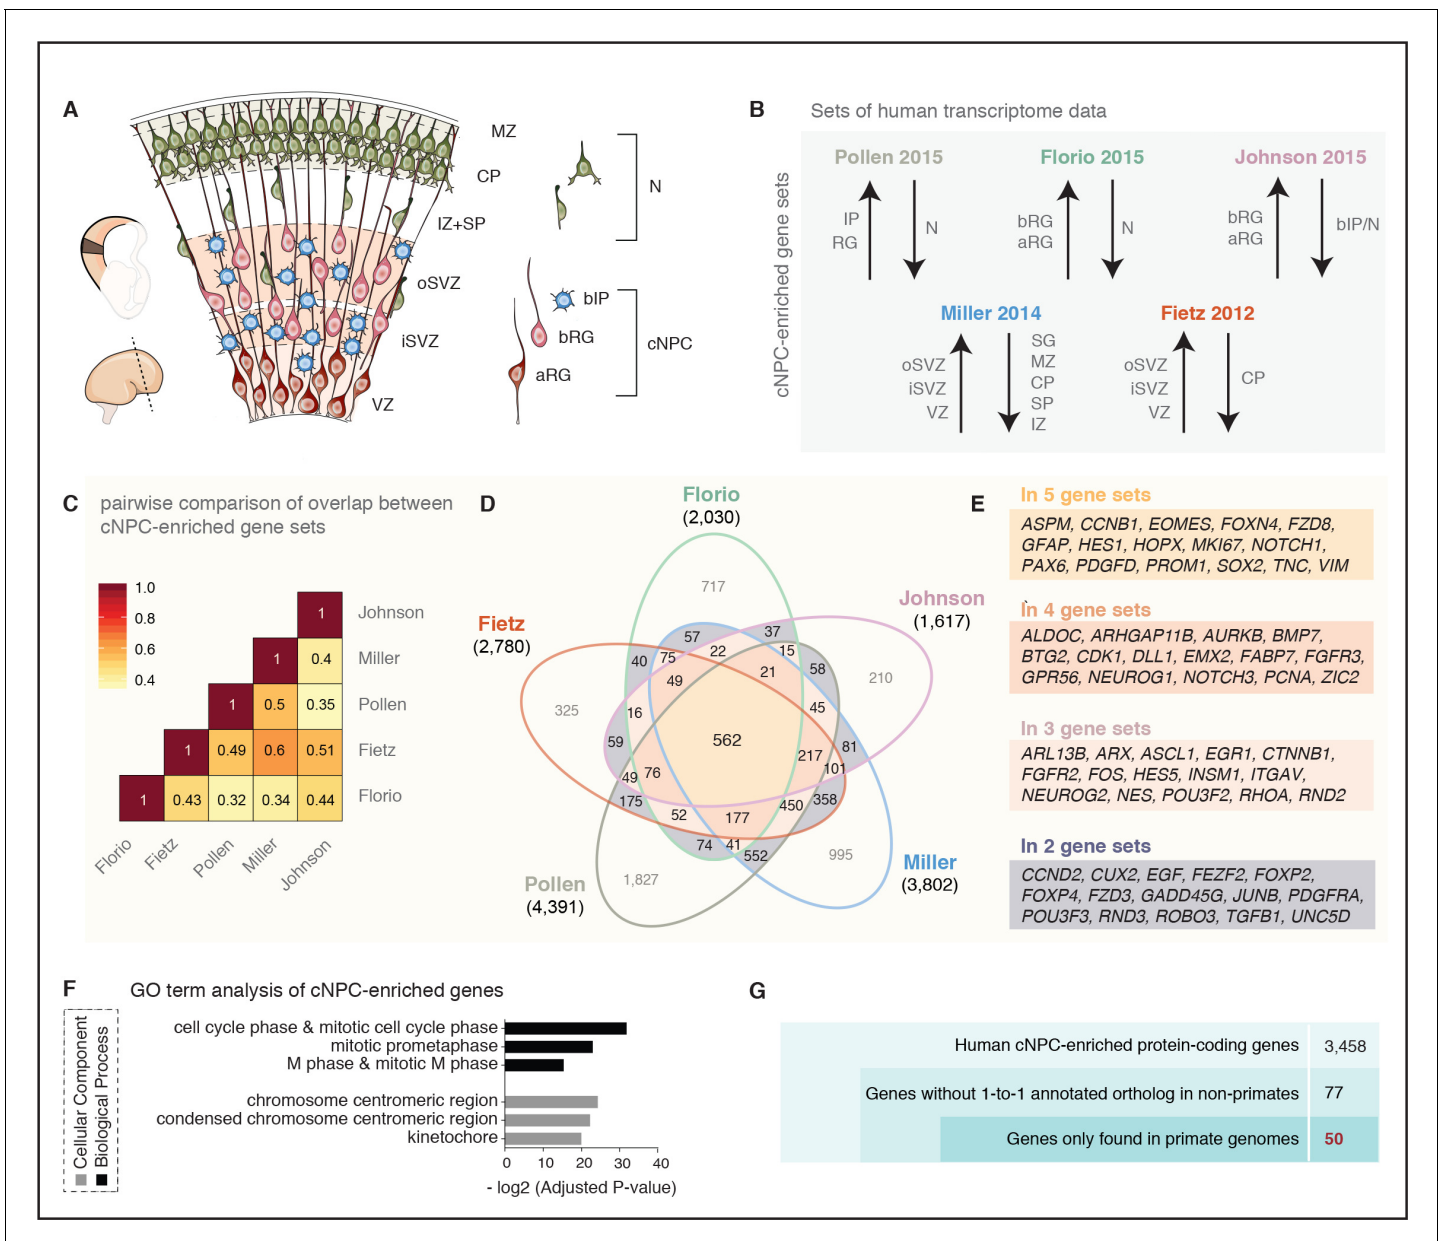 A
MZ
CP
IZ+SP
oSVZ
iSVZ
VZ
N
bIP
bRG
aRG
cNPC
B
Sets of human transcriptome data
cNPC-enriched gene sets
Pollen 2015
IP
RG
N
Florio 2015
bRG
aRG
N
Johnson 2015
bRG
aRG
bIP/N
Miller 2014
oSVZ
iSVZ
VZ
SG
MZ
CP
SP
IZ
Fietz 2012
oSVZ
iSVZ
VZ
CP
C
pairwise comparison of overlap between
cNPC-enriched gene sets
1.0
0.8
0.6
0.4
1 Johnson
1 0.4 Miller
1 0.5 0.35 Pollen
1 0.49 0.6 0.51 Fietz
1 0.43 0.32 0.34 0.44 Florio
Florio
Fietz
Pollen
Miller
Johnson
D
Florio
(2,030)
Johnson
(1,617)
Fietz
(2,780)
Miller
(3,802)
Pollen
(4,391)
717
57
37
22
15
40
75
21
58
49
210
325
16
45
59
562
81
217
101
49
76
175
450
358
52
177
74
41
552
995
1,827
E
In 5 gene sets
ASPM, CCNB1, EOMES, FOXN4, FZD8,
GFAP, HES1, HOPX, MKI67, NOTCH1,
PAX6, PDGFD, PROM1, SOX2, TNC, VIM
In 4 gene sets
ALDOC, ARHGAP11B, AURKB, BMP7,
BTG2, CDK1, DLL1, EMX2, FABP7, FGFR3,
GPR56, NEUROG1, NOTCH3, PCNA, ZIC2
In 3 gene sets
ARL13B, ARX, ASCL1, EGR1, CTNNB1,
FGFR2, FOS, HES5, INSM1, ITGAV,
NEUROG2, NES, POU3F2, RHOA, RND2
In 2 gene sets
CCND2, CUX2, EGF, FEZF2, FOXP2,
FOXP4, FZD3, GADD45G, JUNB, PDGFRA,
POU3F3, RND3, ROBO3, TGFB1, UNC5D
F
GO term analysis of cNPC-enriched genes
Cellular Component
Biological Process
cell cycle phase & mitotic cell cycle phase
mitotic prometaphase
M phase & mitotic M phase
chromosome centromeric region
condensed chromosome centromeric region
kinetochore
0 10 20 30 40
- log2 (Adjusted P-value)
G
Human cNPC-enriched protein-coding genes 3,458
Genes without 1-to-1 annotated ortholog in non-primates 77
Genes only found in primate genomes 50